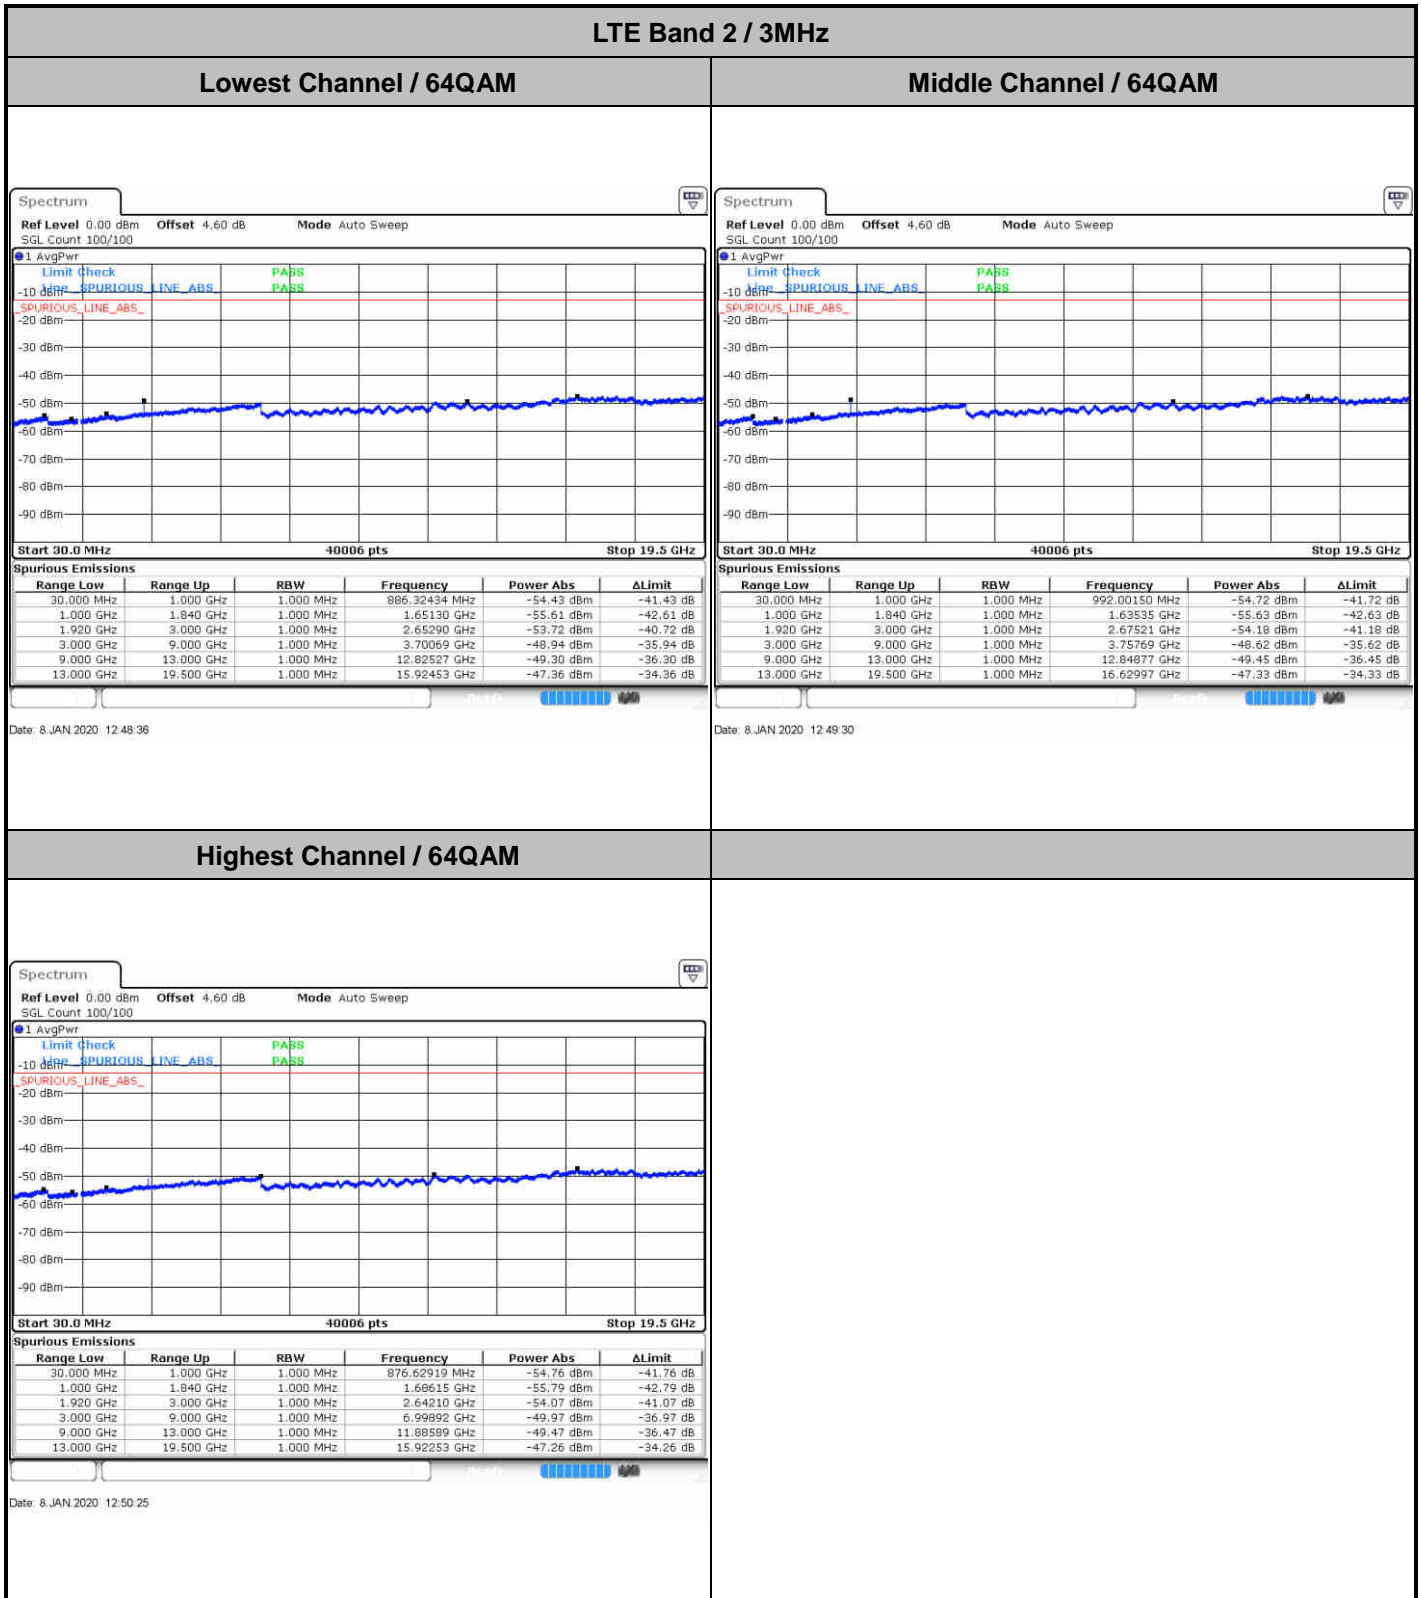 LTE Band 2 / 3MHz
Lowest Channel / 64QAM
Middle Channel / 64QAM
Spectrum
Ref Level 0.00 dBm Offset 4.60 dB Mode Auto Sweep
SGL Count 100/100
1 AvgPwr
Limit Check PASS
-10 dBm Line _SPURIOUS_LINE_ABS_ PASS
_SPURIOUS_LINE_ABS_
-20 dBm
-30 dBm
-40 dBm
-50 dBm
-60 dBm
-70 dBm
-80 dBm
-90 dBm
Start 30.0 MHz 40006 pts Stop 19.5 GHz
Spurious Emissions
Range Low Range Up RBW Frequency Power Abs ΔLimit
30.000 MHz 1.000 GHz 1.000 MHz 886.32434 MHz -54.43 dBm -41.43 dB
1.000 GHz 1.840 GHz 1.000 MHz 1.65130 GHz -55.61 dBm -42.61 dB
1.920 GHz 3.000 GHz 1.000 MHz 2.65290 GHz -53.72 dBm -40.72 dB
3.000 GHz 9.000 GHz 1.000 MHz 3.70069 GHz -48.94 dBm -35.94 dB
9.000 GHz 13.000 GHz 1.000 MHz 12.82527 GHz -49.30 dBm -36.30 dB
13.000 GHz 19.500 GHz 1.000 MHz 15.92453 GHz -47.36 dBm -34.36 dB
Date: 8.JAN.2020 12:48:36
Spectrum
Ref Level 0.00 dBm Offset 4.60 dB Mode Auto Sweep
SGL Count 100/100
1 AvgPwr
Limit Check PASS
-10 dBm Line _SPURIOUS_LINE_ABS_ PASS
_SPURIOUS_LINE_ABS_
-20 dBm
-30 dBm
-40 dBm
-50 dBm
-60 dBm
-70 dBm
-80 dBm
-90 dBm
Start 30.0 MHz 40006 pts Stop 19.5 GHz
Spurious Emissions
Range Low Range Up RBW Frequency Power Abs ΔLimit
30.000 MHz 1.000 GHz 1.000 MHz 992.00150 MHz -54.72 dBm -41.72 dB
1.000 GHz 1.840 GHz 1.000 MHz 1.63535 GHz -55.63 dBm -42.63 dB
1.920 GHz 3.000 GHz 1.000 MHz 2.67521 GHz -54.18 dBm -41.18 dB
3.000 GHz 9.000 GHz 1.000 MHz 3.75769 GHz -48.62 dBm -35.62 dB
9.000 GHz 13.000 GHz 1.000 MHz 12.84877 GHz -49.45 dBm -36.45 dB
13.000 GHz 19.500 GHz 1.000 MHz 16.62997 GHz -47.33 dBm -34.33 dB
Date: 8.JAN.2020 12:49:30
Highest Channel / 64QAM
Spectrum
Ref Level 0.00 dBm Offset 4.60 dB Mode Auto Sweep
SGL Count 100/100
1 AvgPwr
Limit Check PASS
-10 dBm Line _SPURIOUS_LINE_ABS_ PASS
_SPURIOUS_LINE_ABS_
-20 dBm
-30 dBm
-40 dBm
-50 dBm
-60 dBm
-70 dBm
-80 dBm
-90 dBm
Start 30.0 MHz 40006 pts Stop 19.5 GHz
Spurious Emissions
Range Low Range Up RBW Frequency Power Abs ΔLimit
30.000 MHz 1.000 GHz 1.000 MHz 876.62919 MHz -54.76 dBm -41.76 dB
1.000 GHz 1.840 GHz 1.000 MHz 1.68615 GHz -55.79 dBm -42.79 dB
1.920 GHz 3.000 GHz 1.000 MHz 2.64210 GHz -54.07 dBm -41.07 dB
3.000 GHz 9.000 GHz 1.000 MHz 6.99892 GHz -49.97 dBm -36.97 dB
9.000 GHz 13.000 GHz 1.000 MHz 11.88589 GHz -49.47 dBm -36.47 dB
13.000 GHz 19.500 GHz 1.000 MHz 15.92253 GHz -47.26 dBm -34.26 dB
Date: 8.JAN.2020 12:50:25